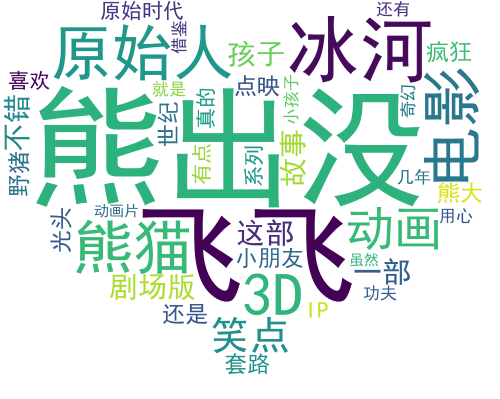 原始时代
还有
借鉴
原始人
孩子
冰河
疯狂
喜欢
就是
点映
小孩子
奇幻
电影
熊出没
野猪
不错
世纪
真的
有点
系列
故事
几年
熊大
动画片
光头
熊猫
飞飞
这部
动画
用心
小朋友
虽然
一部
剧场版
3D
功夫
还是
笑点
IP
套路